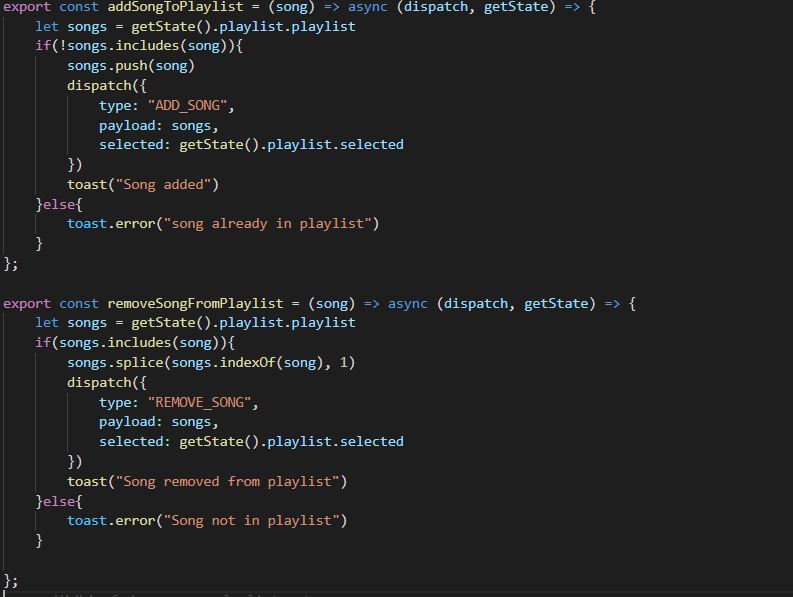 export const addSongToPlaylist = (song) => async (dispatch, getState) => {
    let songs = getState().playlist.playlist
    if(!songs.includes(song)){
        songs.push(song)
        dispatch({
            type: "ADD_SONG",
            payload: songs,
            selected: getState().playlist.selected
        })
        toast("Song added")
    }else{
        toast.error("song already in playlist")
    }
};

export const removeSongFromPlaylist = (song) => async (dispatch, getState) => {
    let songs = getState().playlist.playlist
    if(songs.includes(song)){
        songs.splice(songs.indexOf(song), 1)
        dispatch({
            type: "REMOVE_SONG",
            payload: songs,
            selected: getState().playlist.selected
        })
        toast("Song removed from playlist")
    }else{
        toast.error("Song not in playlist")
    }

};